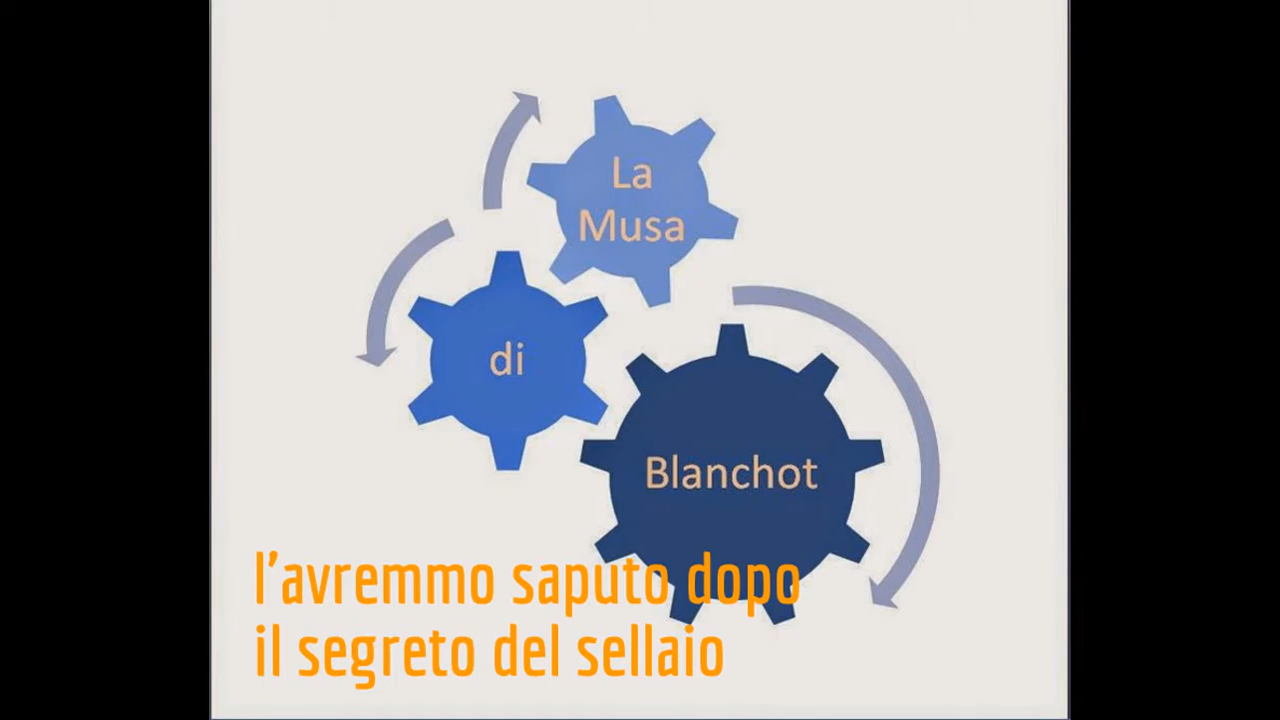 La
Musa
di
Blanchot
l'avremmo saputo dopo
il segreto del sellaio